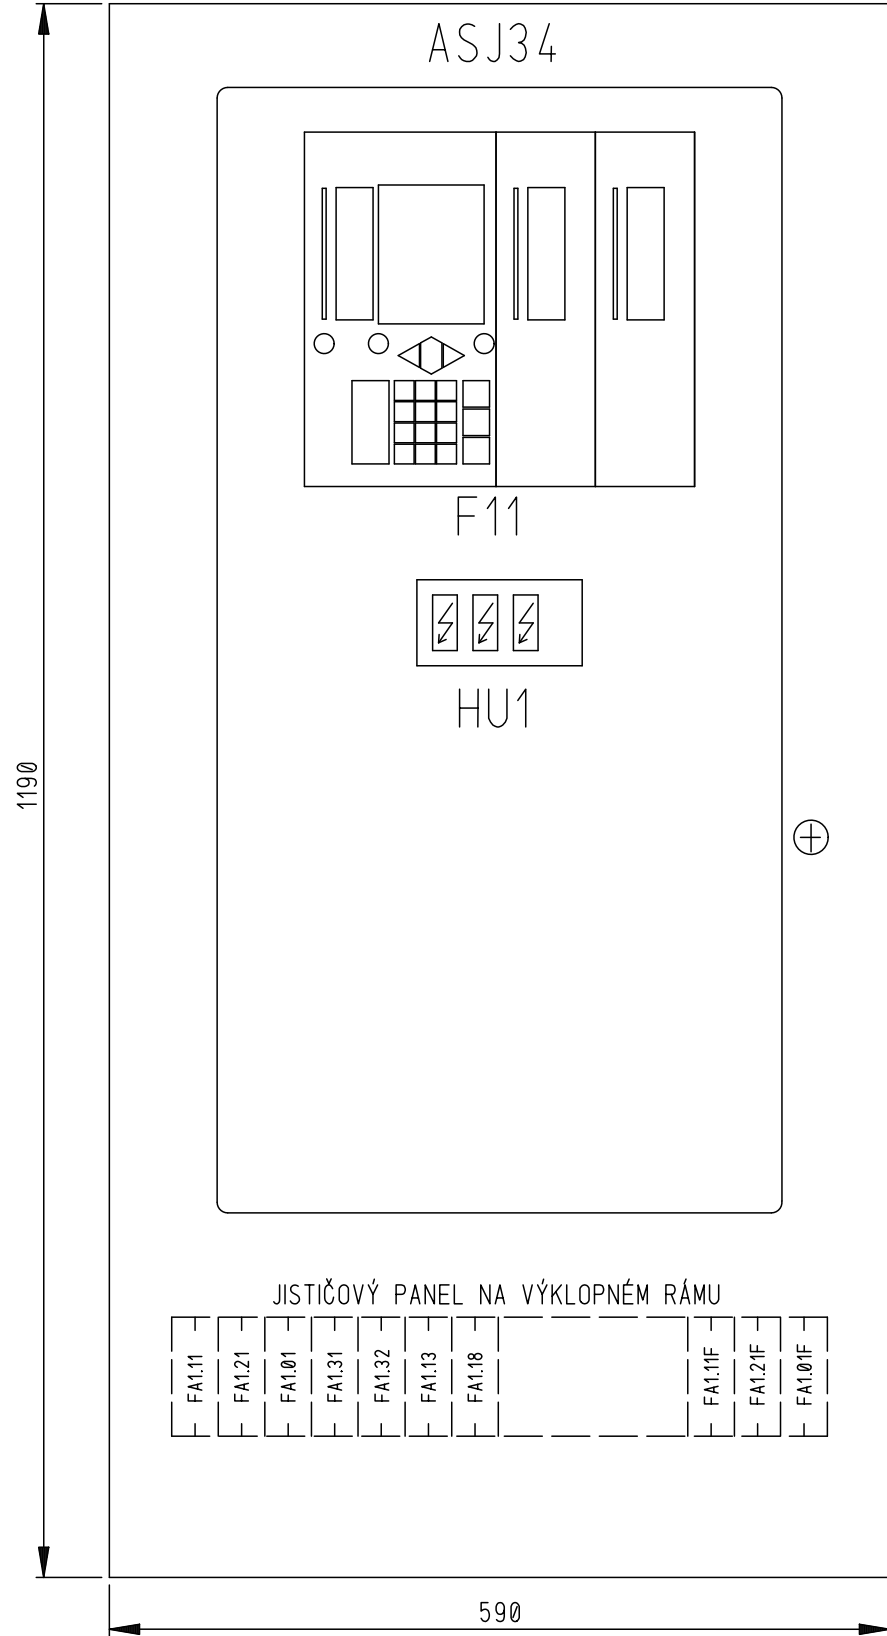 ASJ34
F11
HU1
1190
JISTIČOVÝ PANEL NA VÝKLOPNÉM RÁMU
FA1.11
FA1.21
FA1.01
FA1.31
FA1.32
FA1.13
FA1.18
FA1.11F
FA1.21F
FA1.01F
590